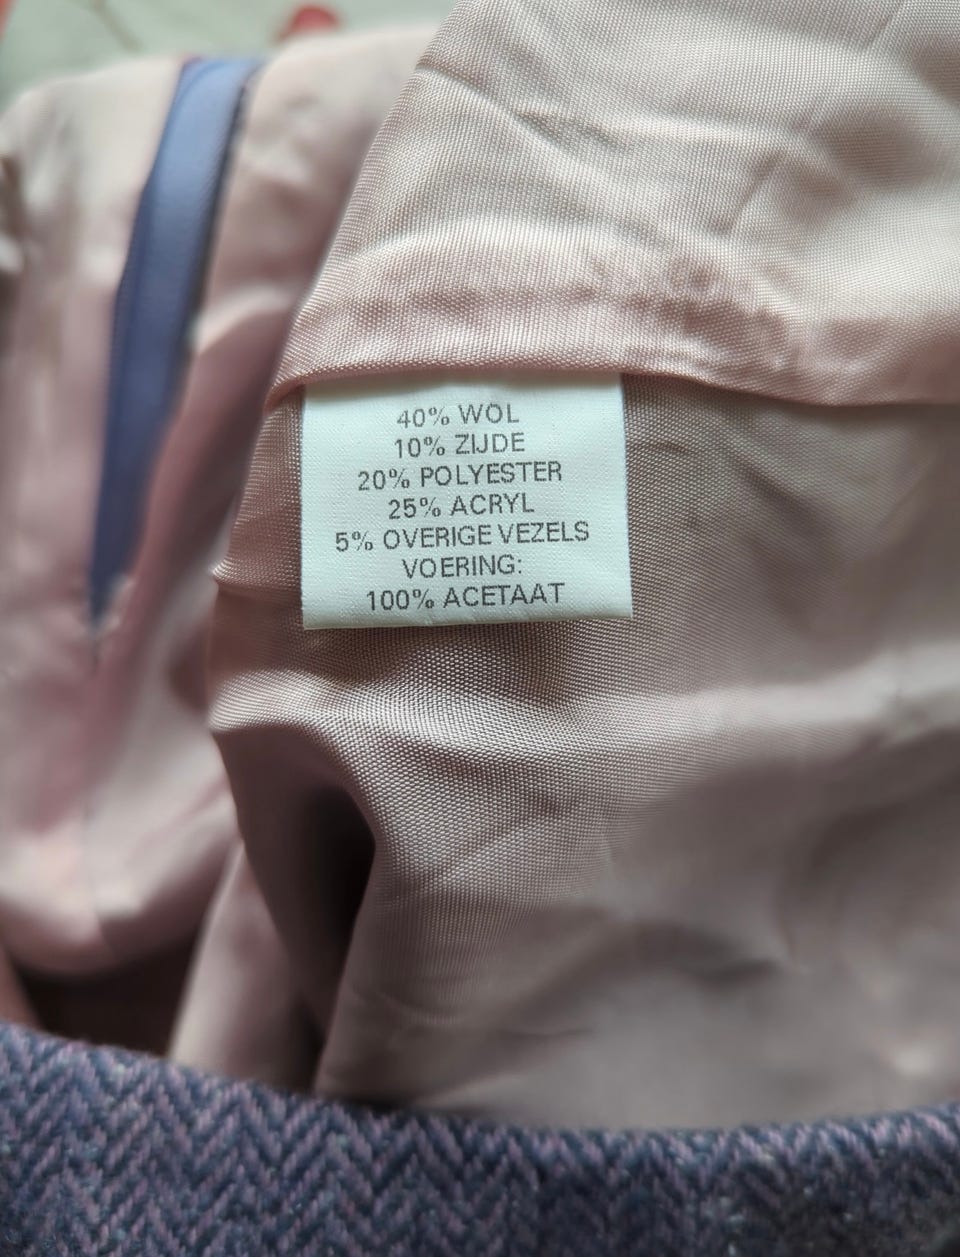 40% WOL
10% ZIJDE
20% POLYESTER
25% ACRYL
5% OVERIGE VEZELS
VOERING:
100% ACETAAT